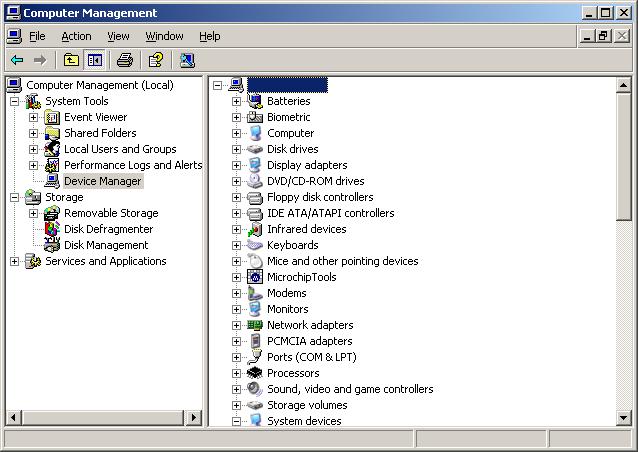 Computer Management
File Action View Window Help
Computer Management (Local)
System Tools
Event Viewer
Shared Folders
Local Users and Groups
Performance Logs and Alerts
Device Manager
Storage
Removable Storage
Disk Defragmenter
Disk Management
Services and Applications
Batteries
Biometric
Computer
Disk drives
Display adapters
DVD/CD-ROM drives
Floppy disk controllers
IDE ATA/ATAPI controllers
Infrared devices
Keyboards
Mice and other pointing devices
MicrochipTools
Modems
Monitors
Network adapters
PCMCIA adapters
Ports (COM & LPT)
Processors
Sound, video and game controllers
Storage volumes
System devices